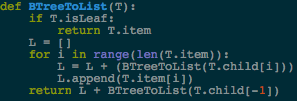 def BTreeToList(T):
    if T.isLeaf:
        return T.item
    L = []
    for i in range(len(T.item)):
        L = L + (BTreeToList(T.child[i]))
        L.append(T.item[i])
    return L + BTreeToList(T.child[-1])